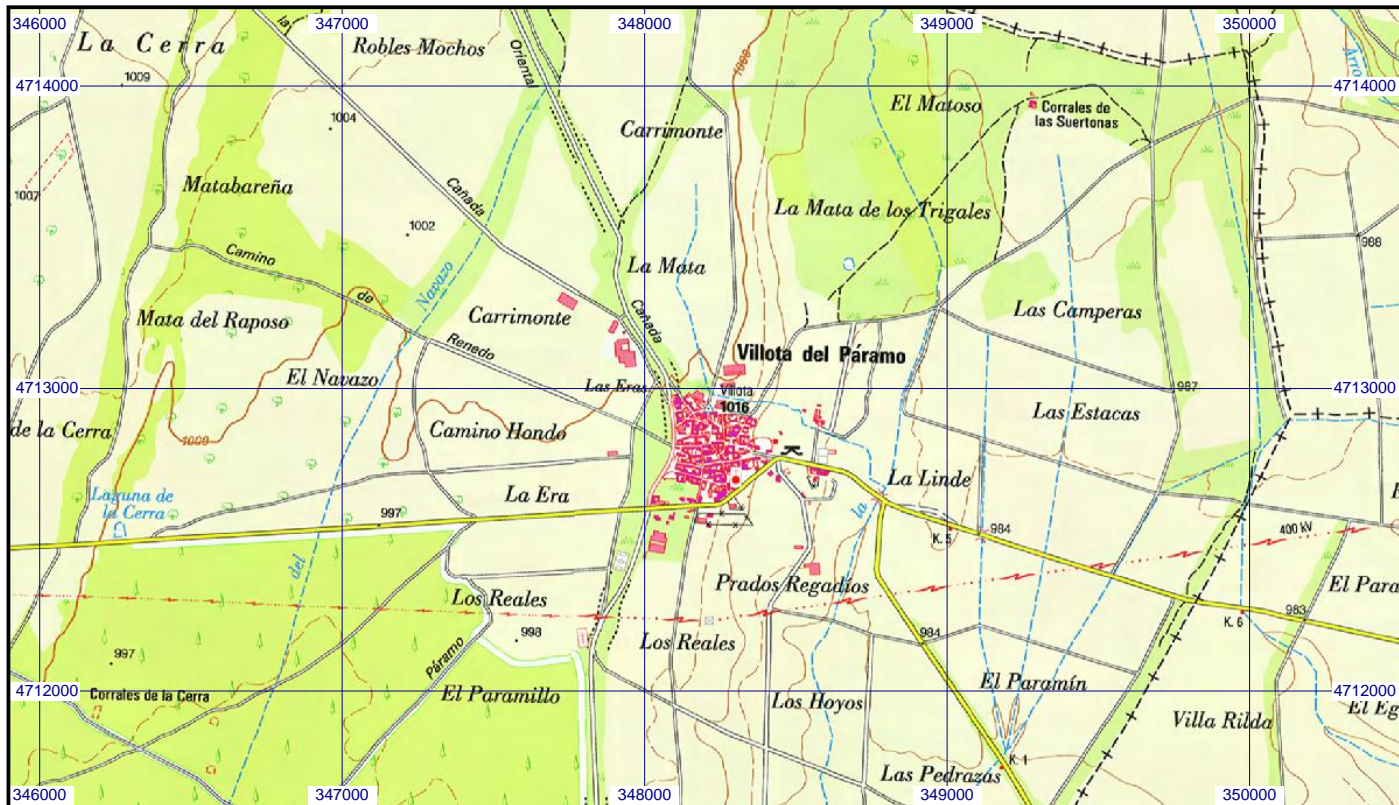 346000
347000
348000
349000
350000
La Cerra
Robles Mochos
la
Oriental
1000
Arro
1009
4714000
4714000
El Matoso
Corrales de
las Suertonas
1004
Carrimonte
Matabareña
Cañada
1007
La Mata de los Trigales
1002
988
Camino
La Mata
Navazo
de
Mata del Raposo
Carrimonte
Cañada
Las Camperas
Renedo
Villota del Páramo
El Navazo
4713000
Las Eras
Villota
1016
987
4713000
Las Estacas
de la Cerra
1000
Camino Hondo
K
La Linde
Laguna de
la Cerra
La Era
la
997
K. 5
984
400 kV
E
del
Prados Regadíos
Los Reales
El Para
983
K. 6
998
Los Reales
984
997
Páramo
4712000
Corrales de la Cerra
El Paramillo
El Paramín
4712000
Los Hoyos
Villa Rilda
El Eg
K. 1
Las Pedrazas
346000
347000
348000
349000
350000